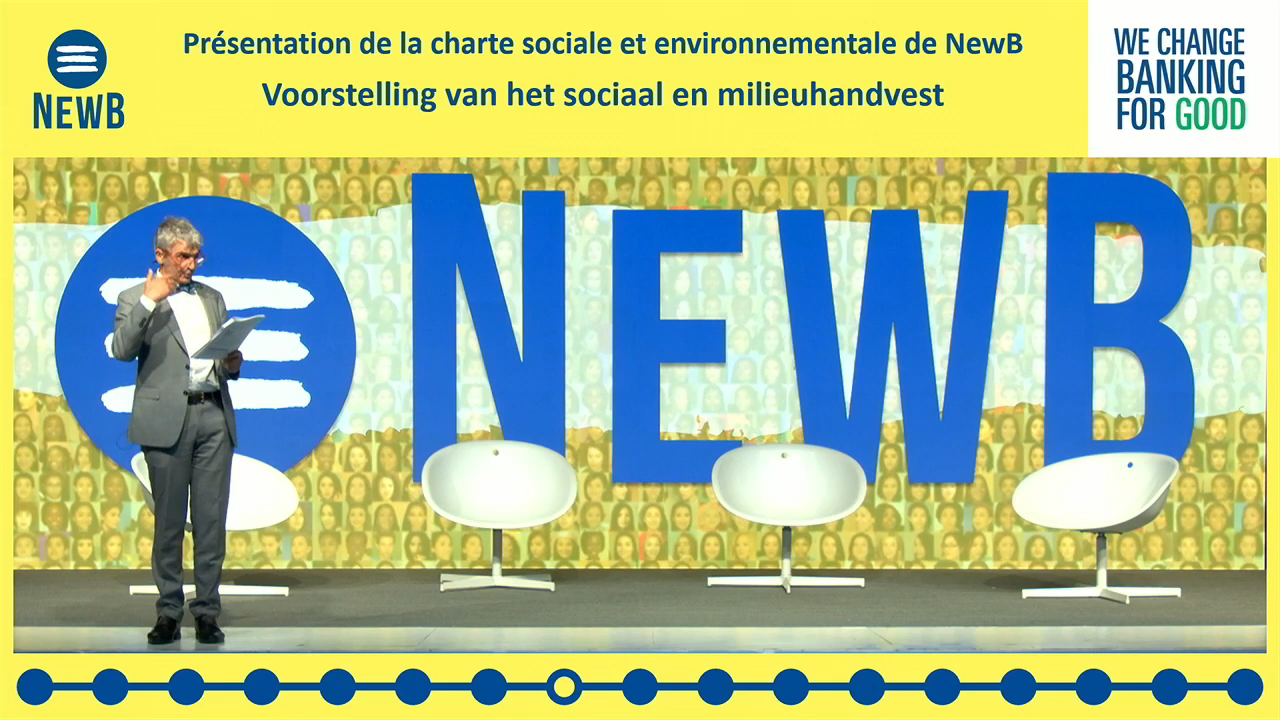 Présentation de la charte sociale et environnementale de NewB
Voorstelling van het sociaal en milieuhandvest
NEWB
WE CHANGE
BANKING
FOR GOOD
NEWB